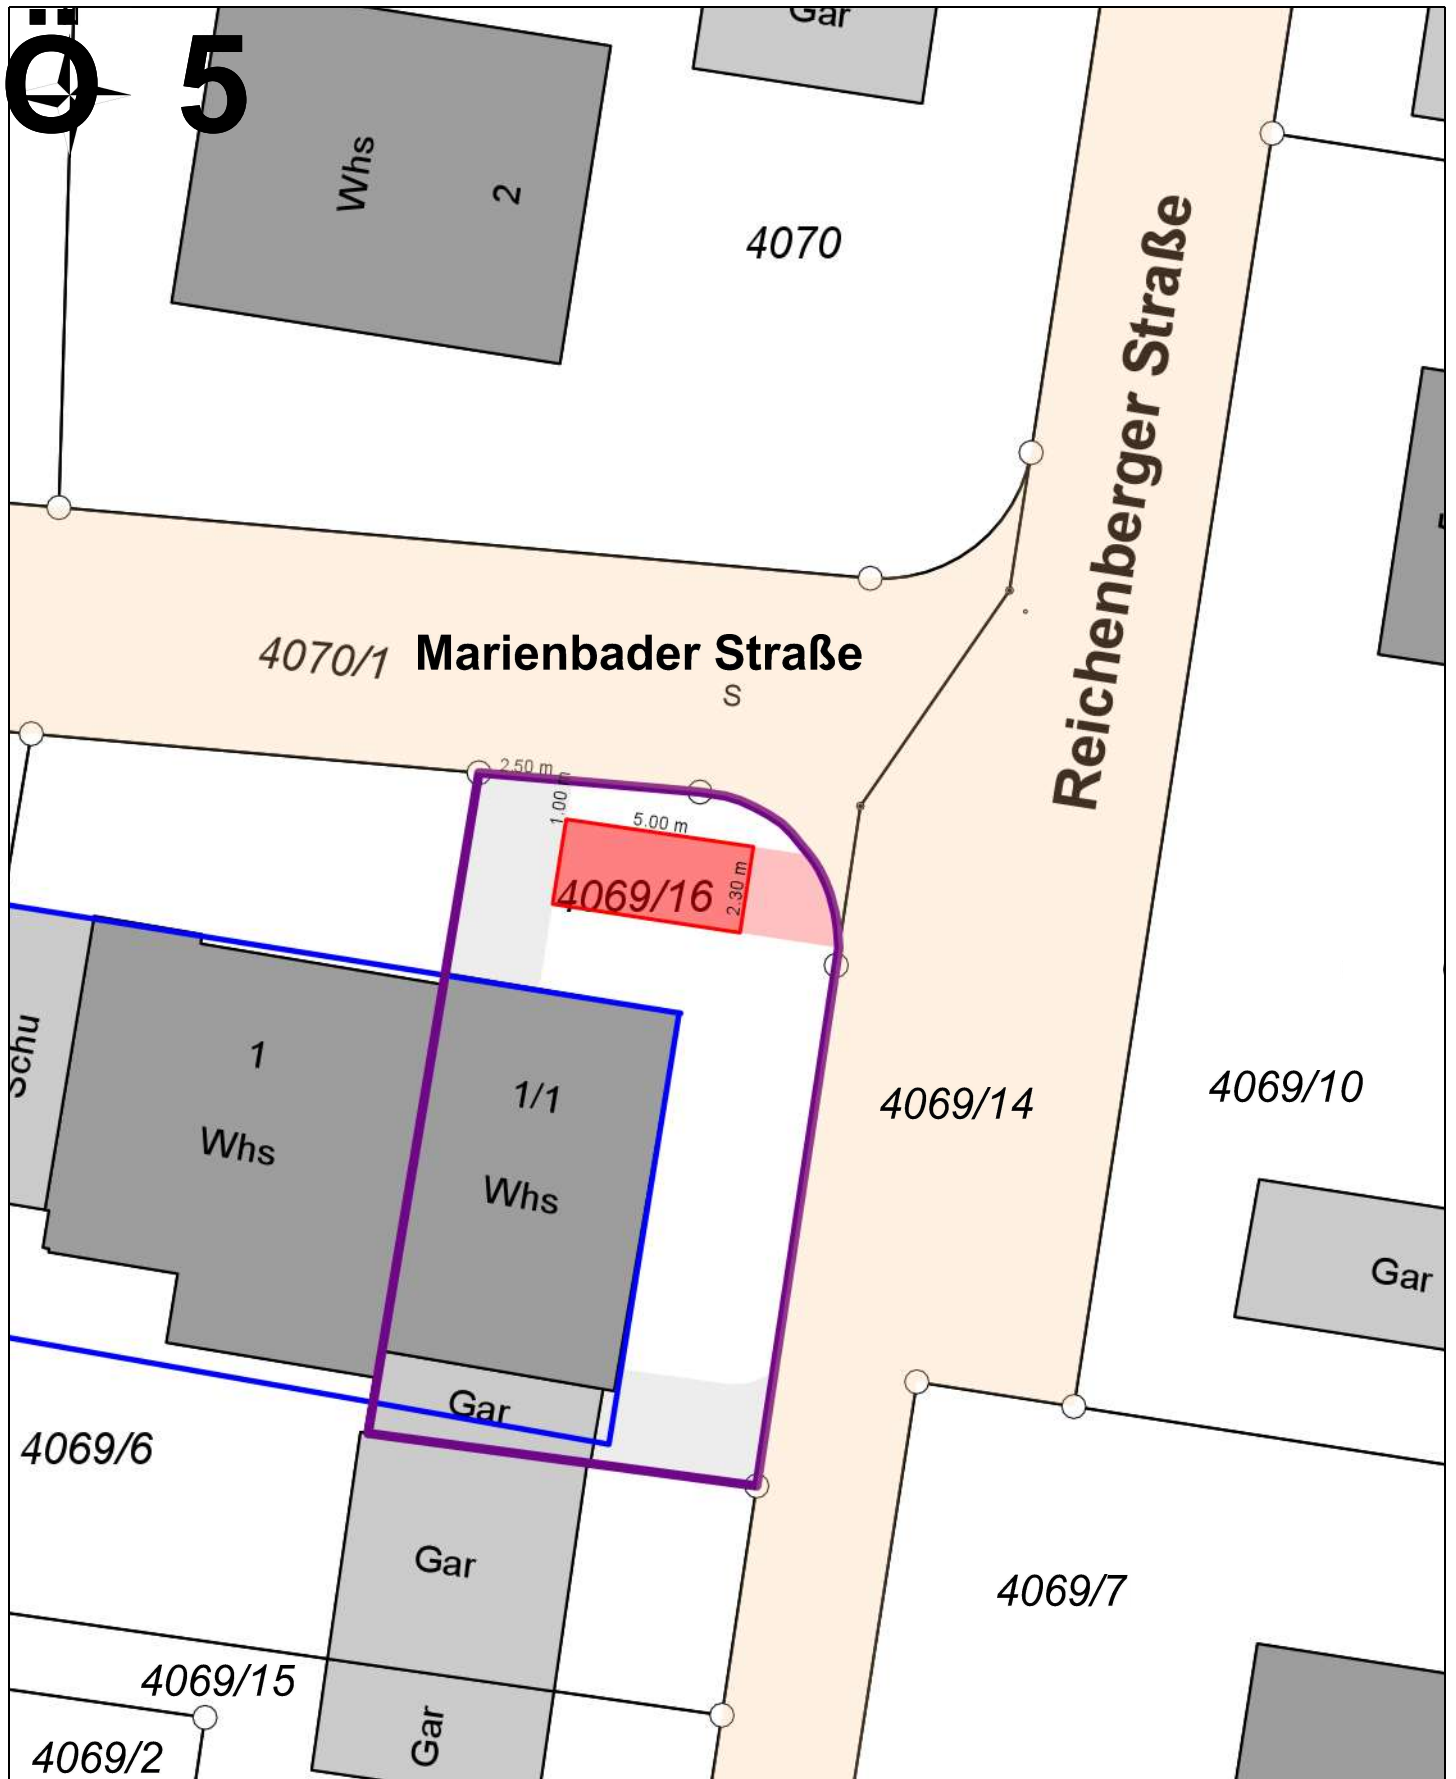 Ö 5
Gar
Whs
2
4070
Reichenberger Straße
4070/1 Marienbader Straße
S
2.50 m
1.00 m
5.00 m
2.30 m
4069/16
Schu
1
Whs
1/1
Whs
4069/14
4069/10
Gar
Gar
4069/6
Gar
4069/7
4069/15
Gar
4069/2